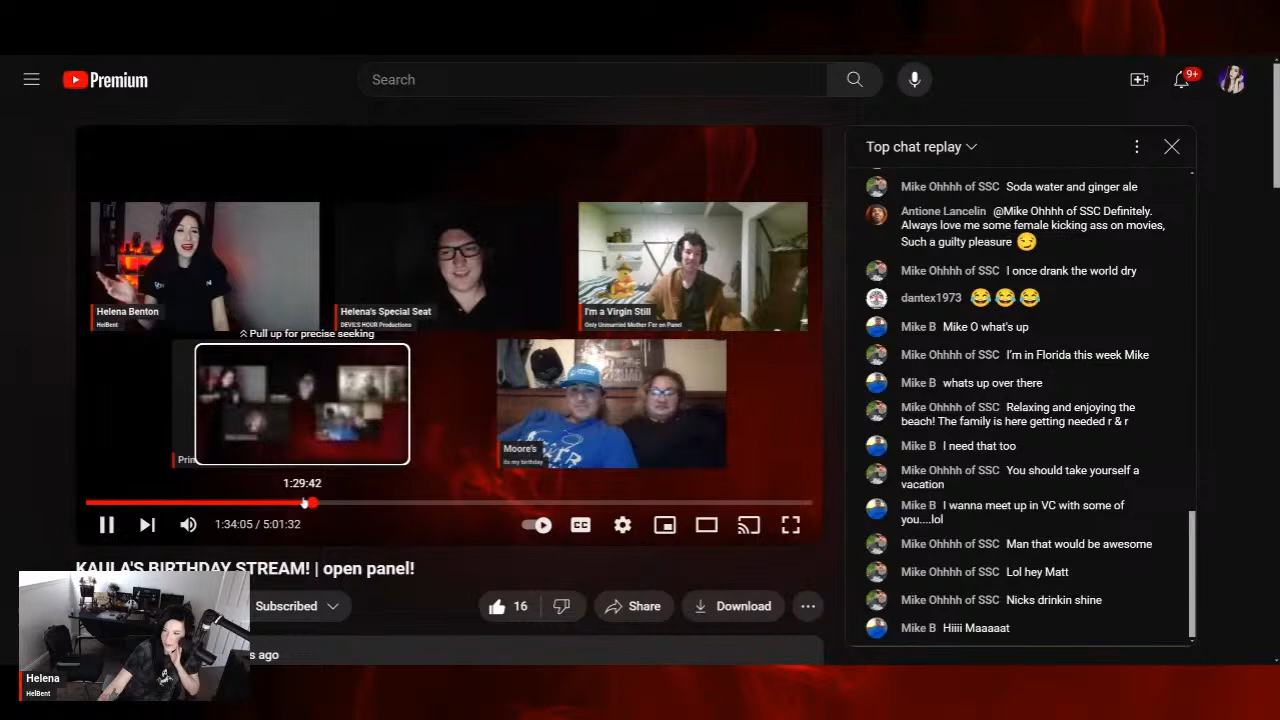 Premium
Search
9+
Top chat replay
Mike Ohhhh of SSC Soda water and ginger ale
Antione Lancelin @Mike Ohhhh of SSC Definitely.
Always love me some female kicking ass on movies,
Such a guilty pleasure 😏
Mike Ohhhh of SSC I once drank the world dry
dantex1973 😂😂😂
Mike B Mike O what's up
Mike Ohhhh of SSC I'm in Florida this week Mike
Mike B whats up over there
Mike Ohhhh of SSC Relaxing and enjoying the
beach! The family is here getting needed r & r
Mike B I need that too
Mike Ohhhh of SSC You should take yourself a
vacation
Mike B I wanna meet up in VC with some of
you....lol
Mike Ohhhh of SSC Man that would be awesome
Mike Ohhhh of SSC Lol hey Matt
Mike Ohhhh of SSC Nicks drinkin shine
Mike B Hiiii Maaaaat
Helena Benton
HelBent
Helena's Special Seat
DEVIL'S HOUR Productions
I'm a Virgin Still
Only Unmarried Mother F'er on Panel
Pull up for precise seeking
Prin
Moore's
its my birthday
1:29:42
1:34:05 / 5:01:32
CC
KAULA'S BIRTHDAY STREAM! | open panel!
Subscribed
16
Share
Download
s ago
Helena
HelBent